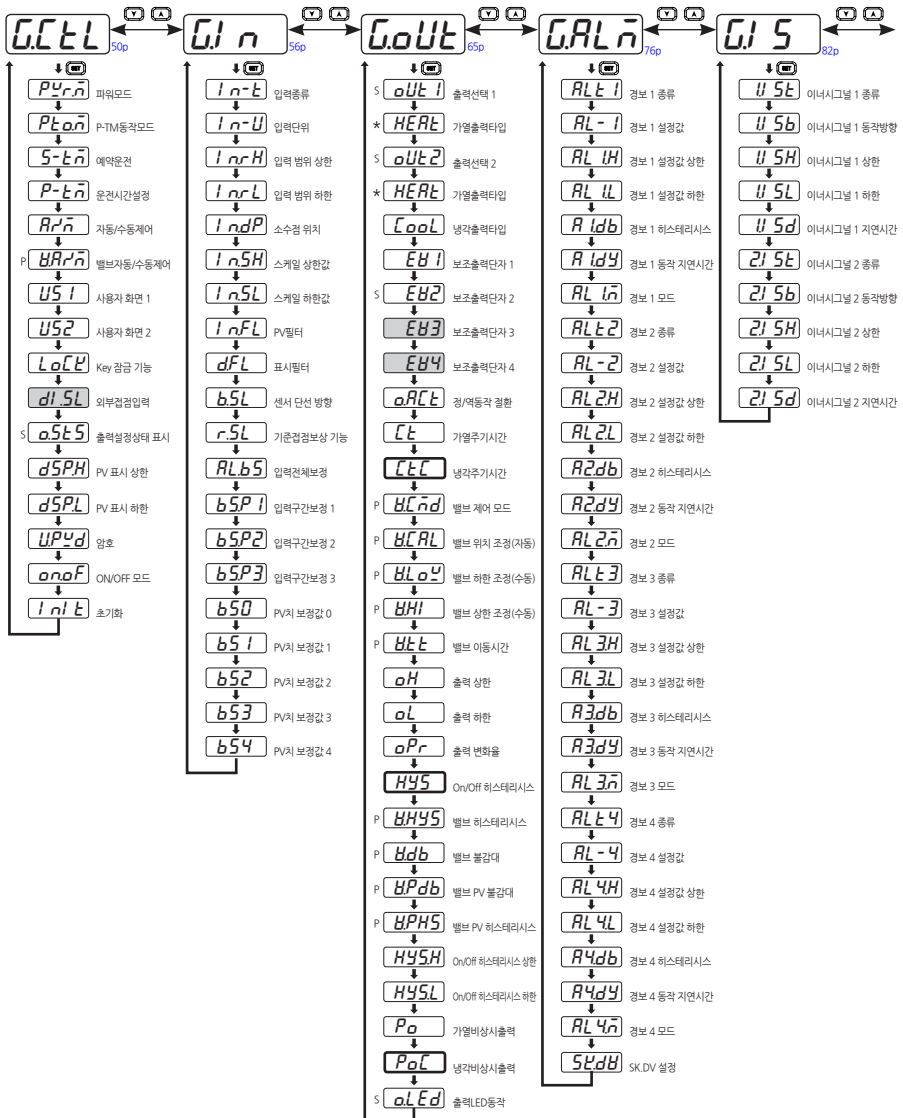 G.CtL 50p
G.In 56p
G.oUt 65p
G.ALm 76p
G.IS 82p
SET
PWr.m 파워모드
Pto.m P-TM동작모드
S-tm 예약운전
P-tm 운전시간설정
A/m 자동/수동제어
P V.A/m 밸브자동/수동제어
US1 사용자 화면 1
US2 사용자 화면 2
LoCK Key 잠금 기능
dI.SL 외부접점입력
S o.StS 출력설정상태 표시
dSP.H PV 표시 상한
dSP.L PV 표시 하한
U.PWd 암호
on.oF ON/OFF 모드
InIt 초기화
SET
In-t 입력종류
In-U 입력단위
InrH 입력 범위 상한
InrL 입력 범위 하한
In.dP 소수점 위치
In.SH 스케일 상한값
In.SL 스케일 하한값
InFL PV필터
d.FL 표시필터
b.SL 센서 단선 방향
r.SL 기준접점보상 기능
AL.bS 입력전체보정
bS.P1 입력구간보정 1
bS.P2 입력구간보정 2
bS.P3 입력구간보정 3
bS0 PV치 보정값 0
bS1 PV치 보정값 1
bS2 PV치 보정값 2
bS3 PV치 보정값 3
bS4 PV치 보정값 4
SET
S oUt1 출력선택 1
* HEAt 가열출력타입
S oUt2 출력선택 2
* HEAt 가열출력타입
CooL 냉각출력타입
EV1 보조출력단자 1
S EV2 보조출력단자 2
EV3 보조출력단자 3
EV4 보조출력단자 4
o.ACt 정/역동작 절환
Ct 가열주기시간
CtC 냉각주기시간
P V.Cmd 밸브 제어 모드
P V.CAL 밸브 위치 조정(자동)
P V.LoW 밸브 하한 조정(수동)
P V.HI 밸브 상한 조정(수동)
P V.tt 밸브 이동시간
oH 출력 상한
oL 출력 하한
oPr 출력 변화율
HYS On/Off 히스테리시스
P V.HYS 밸브 히스테리시스
P V.db 밸브 불감대
P V.Pdb 밸브 PV 불감대
P V.PHS 밸브 PV 히스테리시스
HYS.H On/Off 히스테리시스 상한
HYS.L On/Off 히스테리시스 하한
Po 가열비상시출력
PoC 냉각비상시출력
S o.LEd 출력LED동작
SET
ALt1 경보 1 종류
AL-1 경보 1 설정값
AL1.H 경보 1 설정값 상한
AL1.L 경보 1 설정값 하한
A1.db 경보 1 히스테리시스
A1.dY 경보 1 동작 지연시간
AL1.m 경보 1 모드
ALt2 경보 2 종류
AL-2 경보 2 설정값
AL2.H 경보 2 설정값 상한
AL2.L 경보 2 설정값 하한
A2.db 경보 2 히스테리시스
A2.dY 경보 2 동작 지연시간
AL2.m 경보 2 모드
ALt3 경보 3 종류
AL-3 경보 3 설정값
AL3.H 경보 3 설정값 상한
AL3.L 경보 3 설정값 하한
A3.db 경보 3 히스테리시스
A3.dY 경보 3 동작 지연시간
AL3.m 경보 3 모드
ALt4 경보 4 종류
AL-4 경보 4 설정값
AL4.H 경보 4 설정값 상한
AL4.L 경보 4 설정값 하한
A4.db 경보 4 히스테리시스
A4.dY 경보 4 동작 지연시간
AL4.m 경보 4 모드
SK.dV SK.DV 설정
SET
1.ISt 이너시그널 1 종류
1.ISb 이너시그널 1 동작방향
1.ISH 이너시그널 1 상한
1.ISL 이너시그널 1 하한
1.ISd 이너시그널 1 지연시간
2.ISt 이너시그널 2 종류
2.ISb 이너시그널 2 동작방향
2.ISH 이너시그널 2 상한
2.ISL 이너시그널 2 하한
2.ISd 이너시그널 2 지연시간